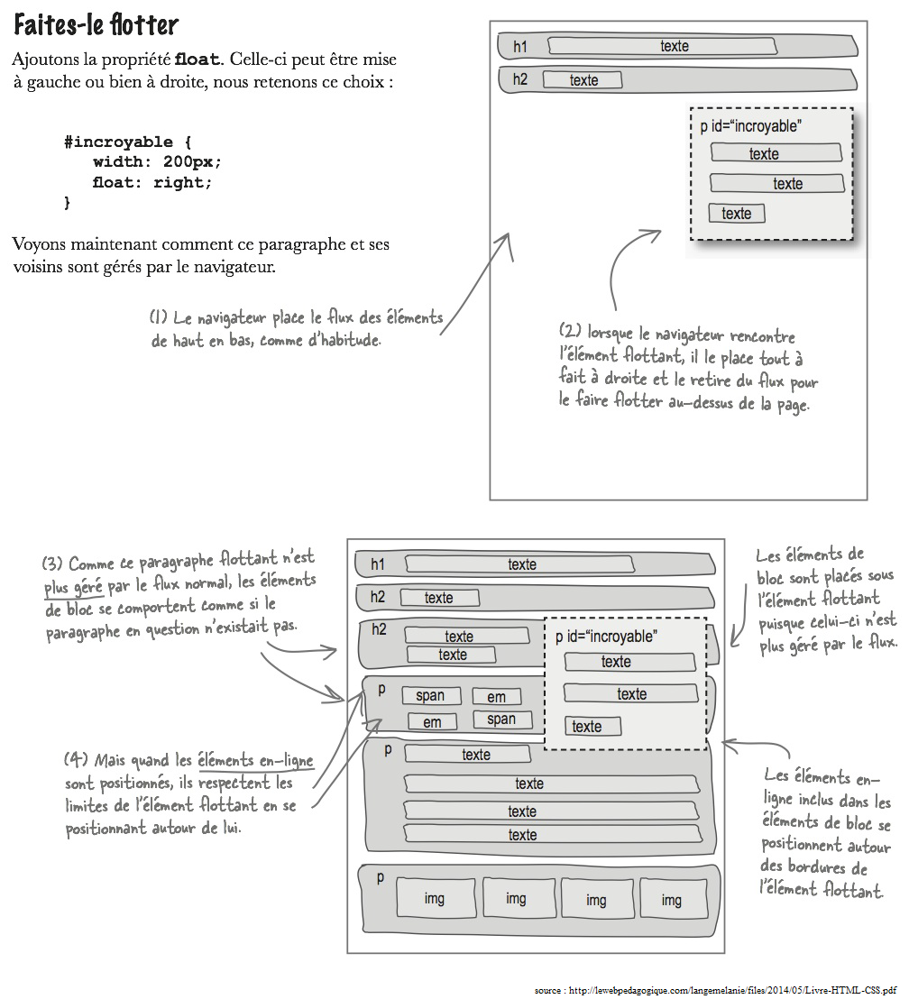 Faites-le flotter
Ajoutons la propriété float. Celle-ci peut être mise
à gauche ou bien à droite, nous retenons ce choix :
#incroyable {
width: 200px;
float: right;
}
Voyons maintenant comment ce paragraphe et ses
voisins sont gérés par le navigateur.
h1 texte
h2 texte
p id=“incroyable”
texte
texte
texte
(1) Le navigateur place le flux des éléments
de haut en bas, comme d'habitude.
(2) lorsque le navigateur rencontre
l'élément flottant, il le place tout à
fait à droite et le retire du flux pour
le faire flotter au-dessus de la page.
(3) Comme ce paragraphe flottant n'est
plus géré par le flux normal, les éléments
de bloc se comportent comme si le
paragraphe en question n'existait pas.
(4) Mais quand les éléments en-ligne
sont positionnés, ils respectent les
limites de l'élément flottant en se
positionnant autour de lui.
h1 texte
h2 texte
h2 texte
texte
p id=“incroyable”
texte
texte
texte
p span em
em span
p texte
texte
texte
texte
p img img img img
Les éléments de
bloc sont placés sous
l'élément flottant
puisque celui-ci n'est
plus géré par le flux.
Les éléments en-
ligne inclus dans les
éléments de bloc se
positionnent autour
des bordures de
l'élément flottant.
source : http://lewebpedagogique.com/langemelanie/files/2014/05/Livre-HTML-CSS.pdf